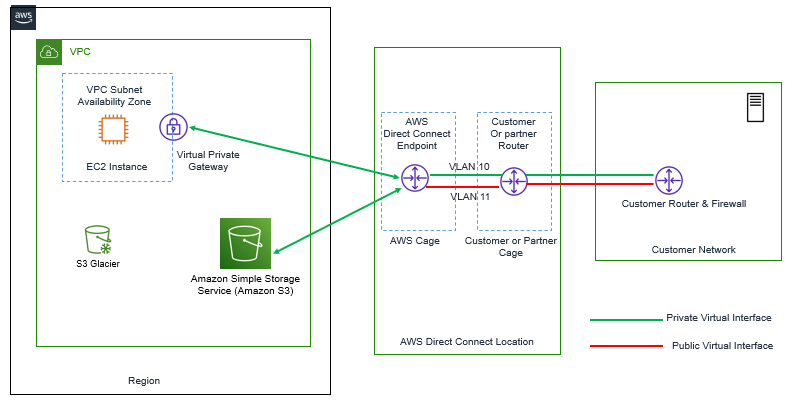 aws
VPC
VPC Subnet
Availability Zone
EC2 Instance
Virtual Private
Gateway
S3 Glacier
Amazon Simple Storage
Service (Amazon S3)
Region
AWS
Direct Connect
Endpoint
Customer
Or partner
Router
VLAN 10
VLAN 11
AWS Cage
Customer or Partner
Cage
AWS Direct Connect Location
Customer Router & Firewall
Customer Network
Private Virtual Interface
Public Virtual Interface